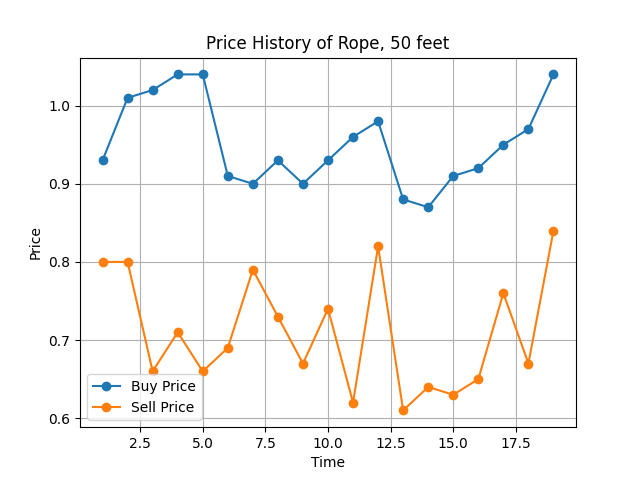 Price History of Rope, 50 feet
1.0
0.9
0.8
0.7
0.6
Price
Buy Price
Sell Price
2.5 5.0 7.5 10.0 12.5 15.0 17.5
Time